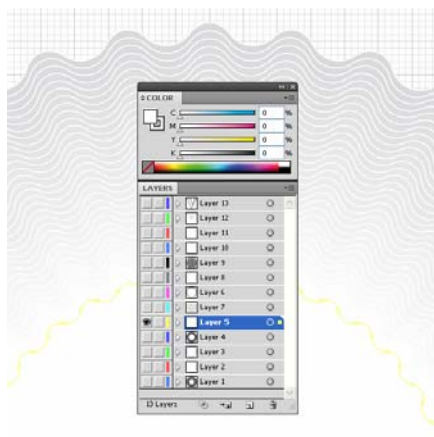 COLOR
C 0 %
M 0 %
Y 0 %
K 0 %
LAYERS
Layer 13
Layer 12
Layer 11
Layer 10
Layer 9
Layer 8
Layer 6
Layer 7
Layer 5
Layer 4
Layer 3
Layer 2
Layer 1
13 Layers